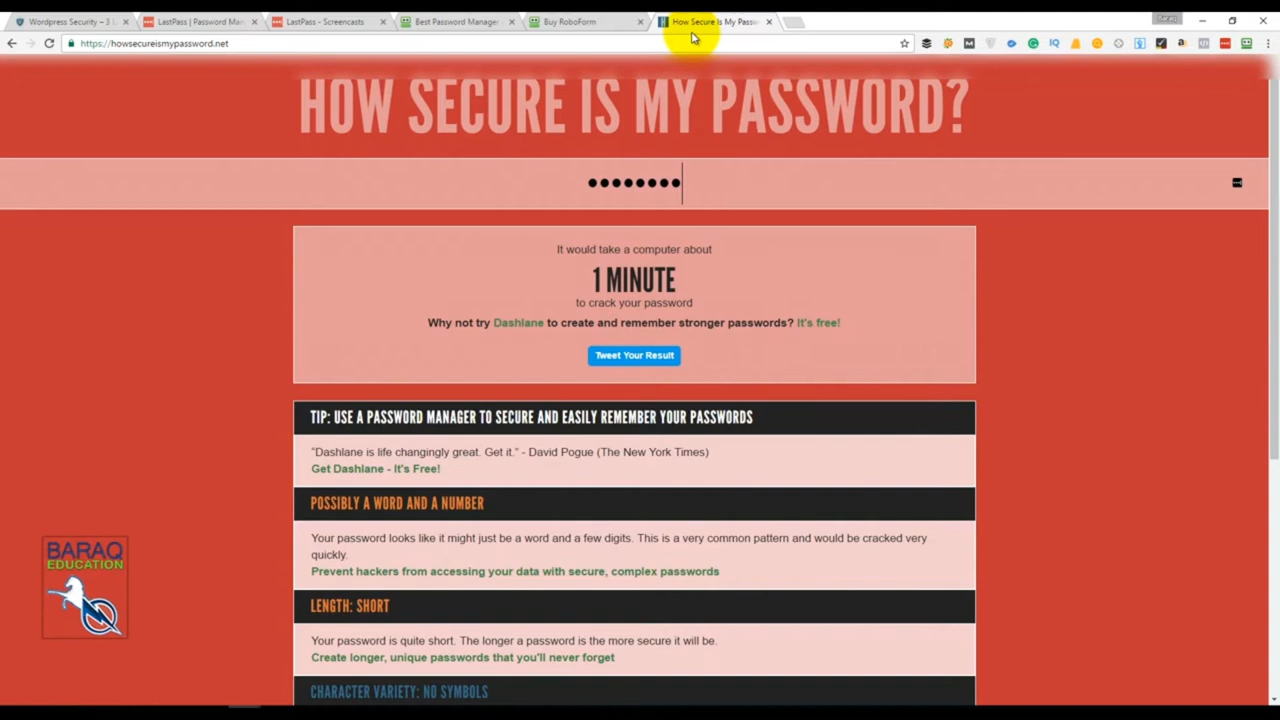 Wordpress Security – 3 L
LastPass | Password Man
LastPass - Screencasts
Best Password Manager
Buy RoboForm
How Secure Is My Passw
Baraq
https://howsecureismypassword.net
HOW SECURE IS MY PASSWORD?
It would take a computer about
1 MINUTE
to crack your password
Why not try Dashlane to create and remember stronger passwords? It's free!
Tweet Your Result
TIP: USE A PASSWORD MANAGER TO SECURE AND EASILY REMEMBER YOUR PASSWORDS
"Dashlane is life changingly great. Get it." - David Pogue (The New York Times)
Get Dashlane - It's Free!
POSSIBLY A WORD AND A NUMBER
Your password looks like it might just be a word and a few digits. This is a very common pattern and would be cracked very
quickly.
Prevent hackers from accessing your data with secure, complex passwords
LENGTH: SHORT
Your password is quite short. The longer a password is the more secure it will be.
Create longer, unique passwords that you'll never forget
CHARACTER VARIETY: NO SYMBOLS
BARAQ
EDUCATION